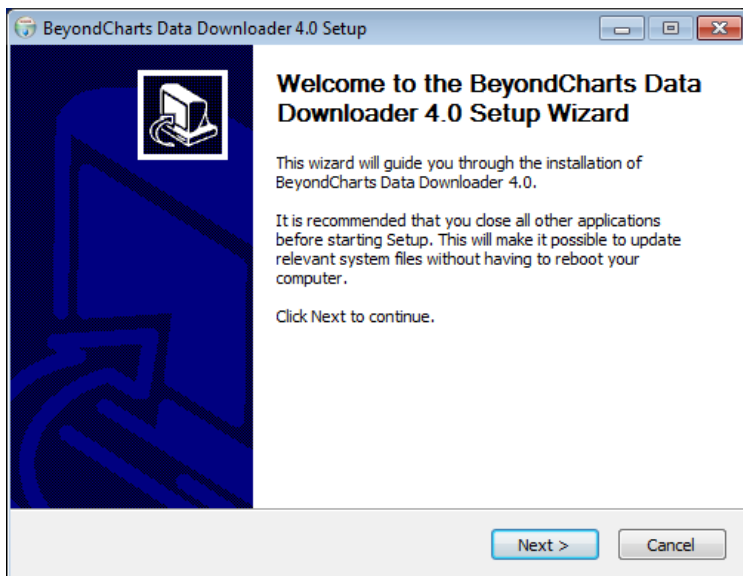 BeyondCharts Data Downloader 4.0 Setup
Welcome to the BeyondCharts Data
Downloader 4.0 Setup Wizard
This wizard will guide you through the installation of
BeyondCharts Data Downloader 4.0.
It is recommended that you close all other applications
before starting Setup. This will make it possible to update
relevant system files without having to reboot your
computer.
Click Next to continue.
Next >
Cancel